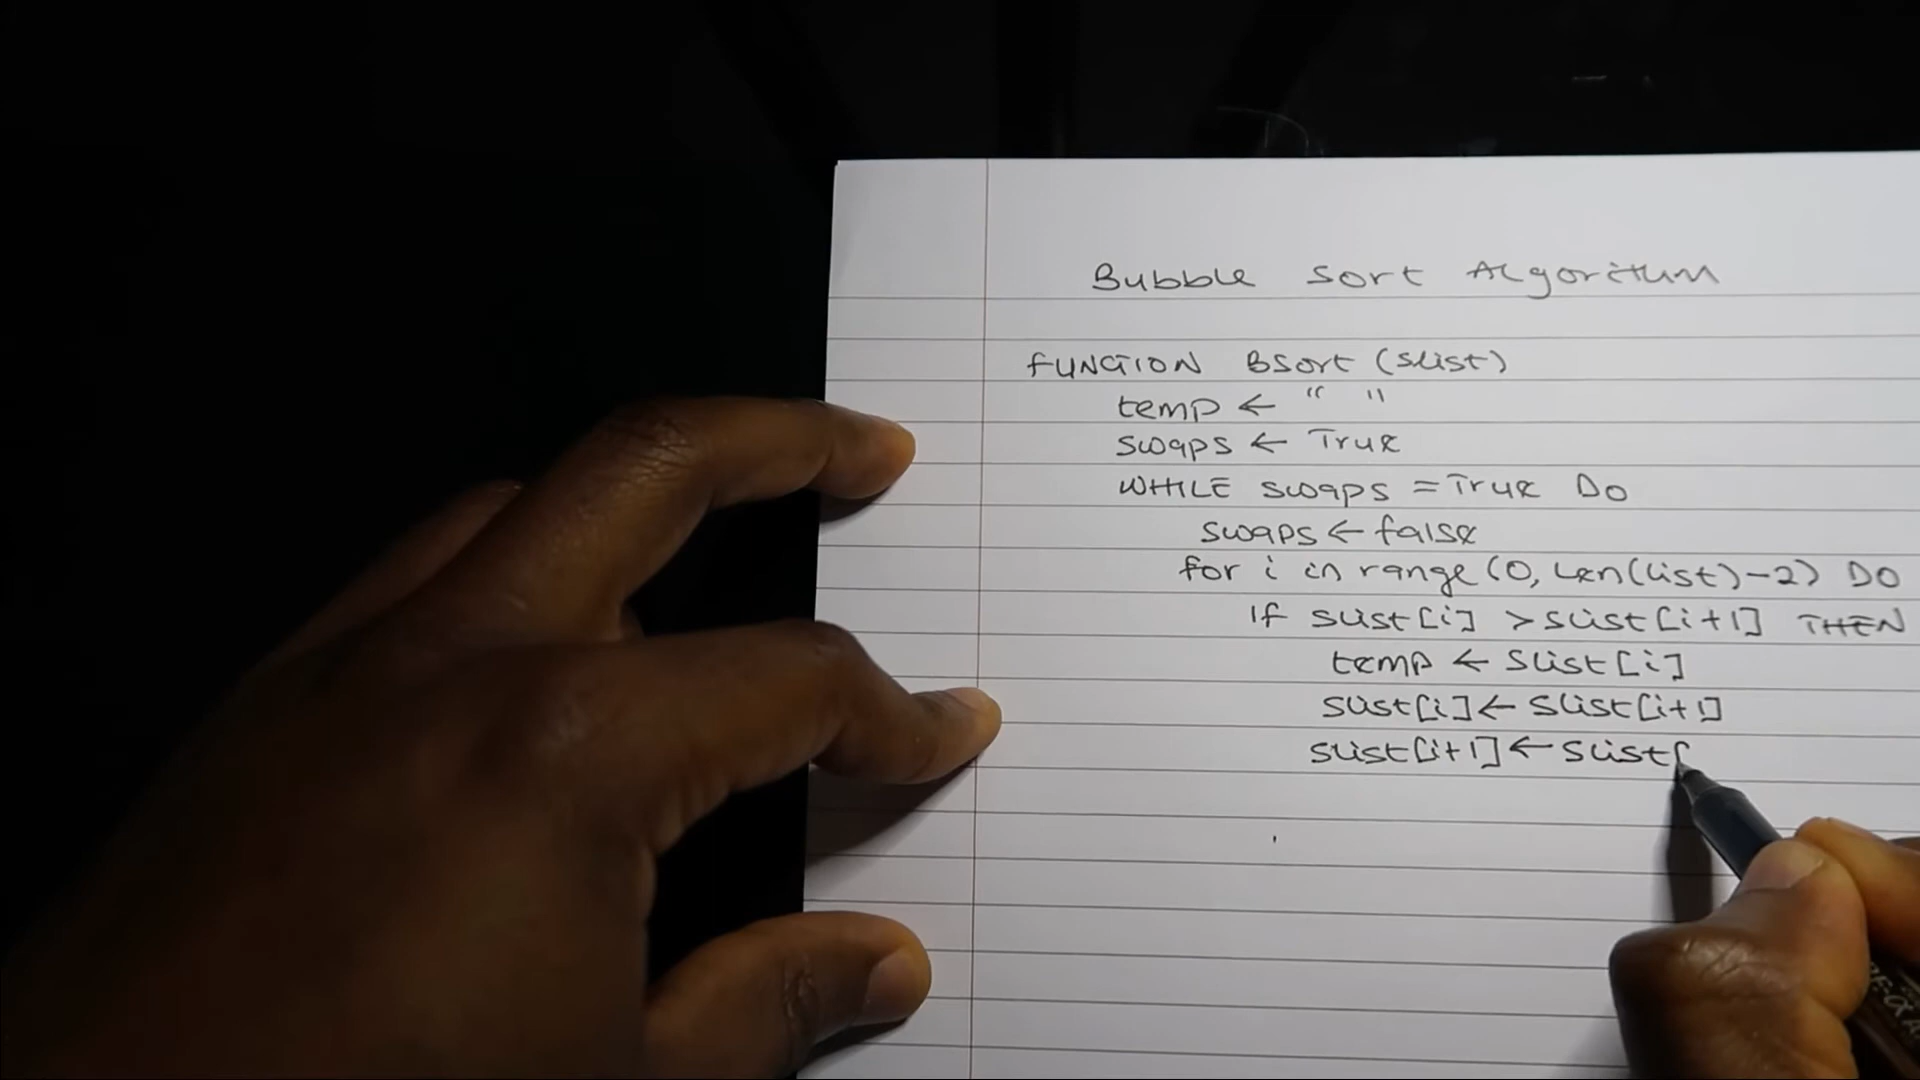 Bubble Sort Algorithm
FUNCTION BSort (slist)
temp ← " "
swaps ← True
WHILE swaps = True Do
swaps ← false
for i in range (0, Len(list)-2) DO
If slist[i] > slist[i+1] THEN
temp ← slist[i]
slist[i] ← slist[i+1]
slist[i+1] ← slist[